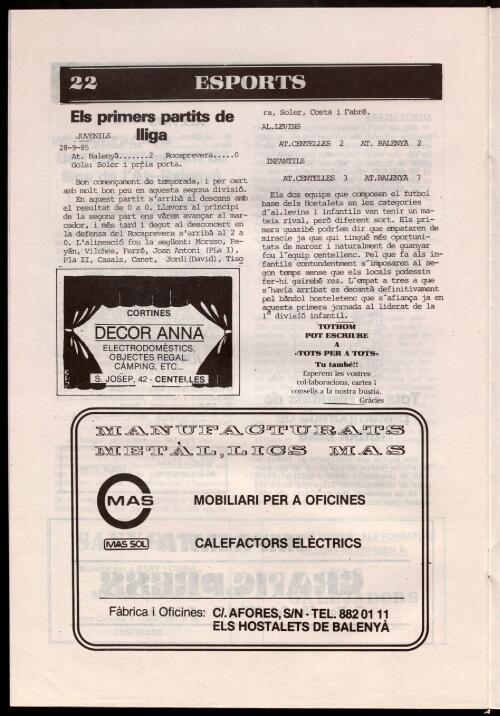 22
ESPORTS
Els primers partits de
lliga
JUVENILS
28-9-85
At. Balenyà.......2 Rocaprevera.....0
Gols: Soler i pròia porta.
Bon començament de temporada, i per cert
amb molt bon peu en aquesta segona divisió.
En aquest partit s'arribà al descans amb
el resultat de 0 a 0. Llavors al principi
de la segona part ens vàrem avançar al mar-
cador, i més tard i degut al desconcert en
la defensa del Rocaprevera s'arribà al 2 a
0. L'alineació fou la següent: Moreso, Pa-
yán, Vilches, Ferré, Joan Antoni (Pla I),
Pla II, Casals, Canet, Jordi(David), Tiso
ra, Soler, Costa i Fabré.
AL.LEVINS
AT.CENTELLES 2 AT. BALENYÀ 2
INFANTILS
AT.CENTELLES 3 AT. BALENYÀ 7
Els dos equips que composen el futbol
base dels Hostalets en les categories
d'al.levins i infantils van tenir un ma-
teix rival, però diferent sort. Els pri-
mers quasibé podríem dir que empataren de
miracle ja que qui tingué més oportuni-
tats de marcar i naturalment de guanyar
fou l'equip centellenc. Pel que fa als in-
fantils contundentment s'imposaren al se-
gon temps sense que els locals podessin
fer-hi gairebé res. L'empat a tres a que
s'havia arribat es decantà definitivament
pel bàndol hosteletenc que s'afiança ja en
aquesta primera jornada al liderat de la
1ª divisió infantil.
CORTINES
DECOR ANNA
ELECTRODOMÈSTICS,
OBJECTES REGAL,
CÀMPING, ETC...
S. JOSEP, 42 - CENTELLES
TOTHOM
POT ESCRIURE
A
«TOTS PER A TOTS»
Tu també!!
Esperem les vostres
col·laboracions, cartes i
consells a la nostra bústia.
Gràcies
MANUFACTURATS
METÀL,LICS MAS
MAS
MOBILIARI PER A OFICINES
MAS SOL
CALEFACTORS ELÈCTRICS
Fàbrica i Oficines: C/. AFORES, S/N - TEL. 882 01 11
ELS HOSTALETS DE BALENYÀ